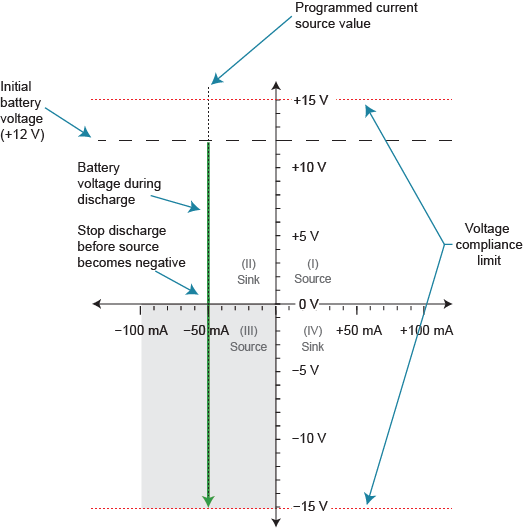 Programmed current
source value
Initial
battery
voltage
(+12 V)
+15 V
+10 V
Battery
voltage during
discharge
Stop discharge
before source
becomes negative
+5 V
Voltage
compliance
limit
(II)
Sink
(I)
Source
0 V
−100 mA
−50 mA
(III)
Source
(IV)
Sink
+50 mA
+100 mA
−5 V
−10 V
−15 V